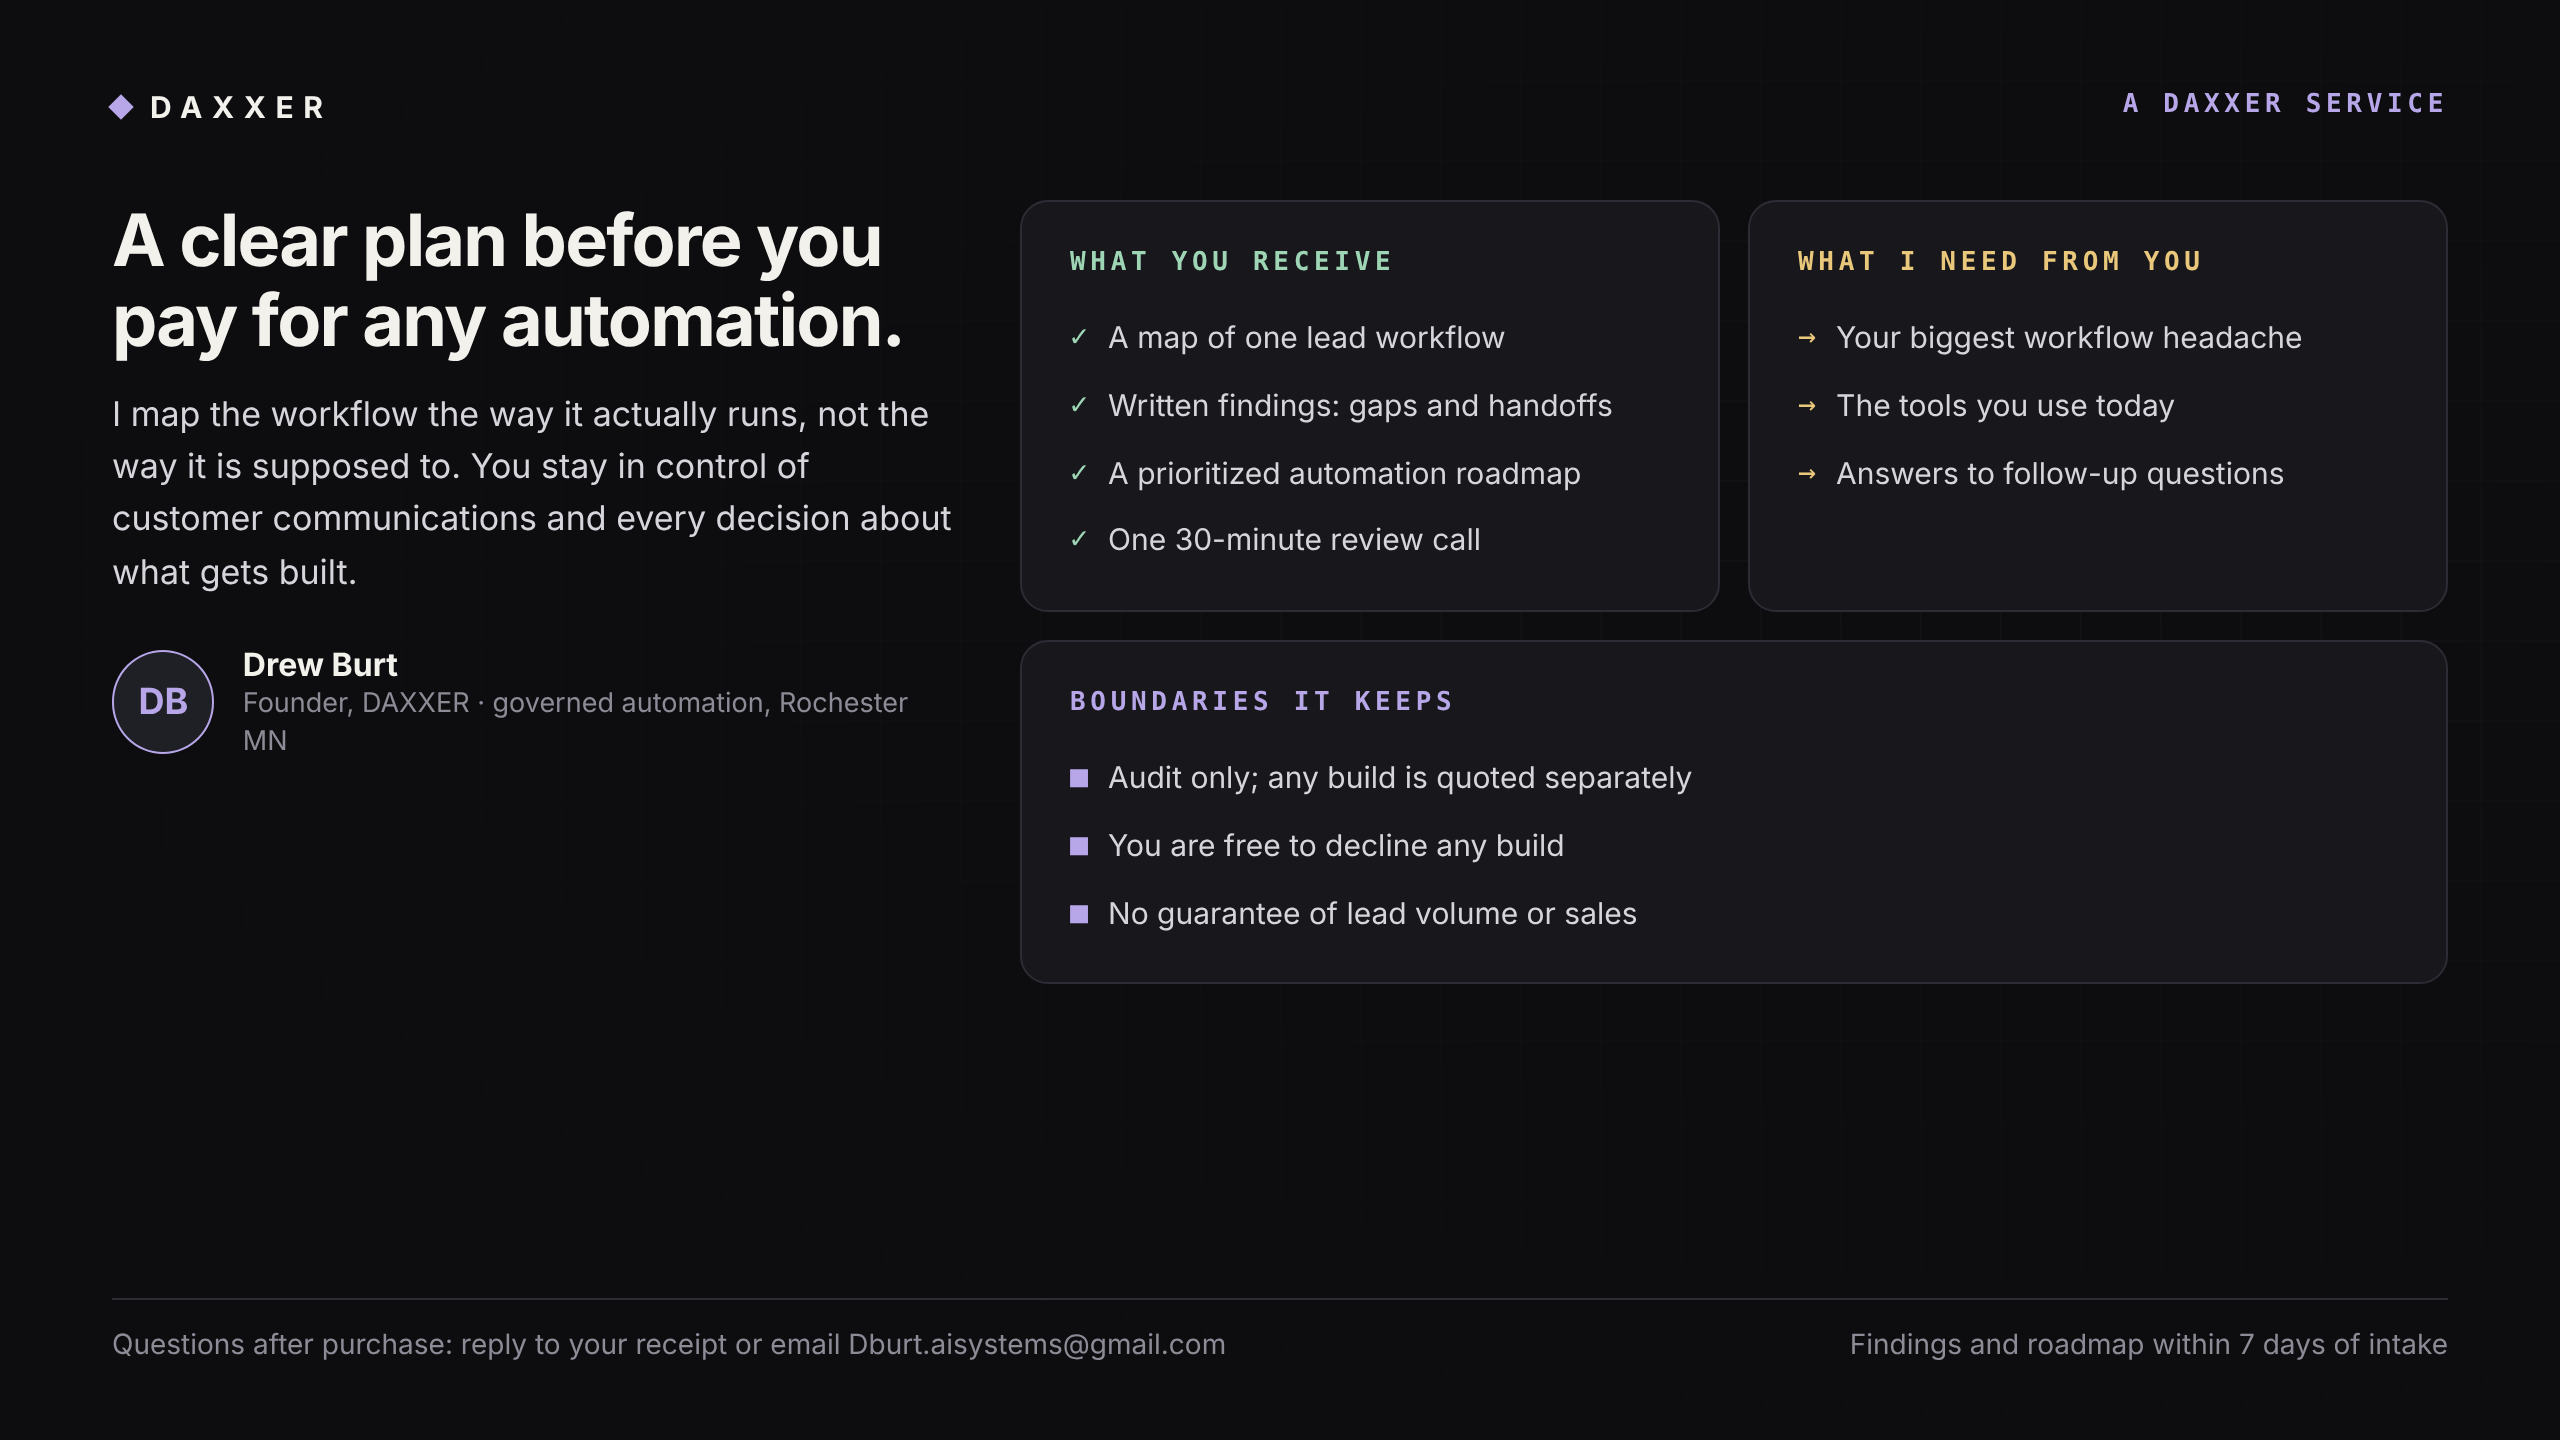 DAXXER
A DAXXER SERVICE
A clear plan before you
pay for any automation.
I map the workflow the way it actually runs, not the
way it is supposed to. You stay in control of
customer communications and every decision about
what gets built.
DB
Drew Burt
Founder, DAXXER · governed automation, Rochester
MN
WHAT YOU RECEIVE
✓ A map of one lead workflow
✓ Written findings: gaps and handoffs
✓ A prioritized automation roadmap
✓ One 30-minute review call
WHAT I NEED FROM YOU
→ Your biggest workflow headache
→ The tools you use today
→ Answers to follow-up questions
BOUNDARIES IT KEEPS
■ Audit only; any build is quoted separately
■ You are free to decline any build
■ No guarantee of lead volume or sales
Questions after purchase: reply to your receipt or email Dburt.aisystems@gmail.com
Findings and roadmap within 7 days of intake